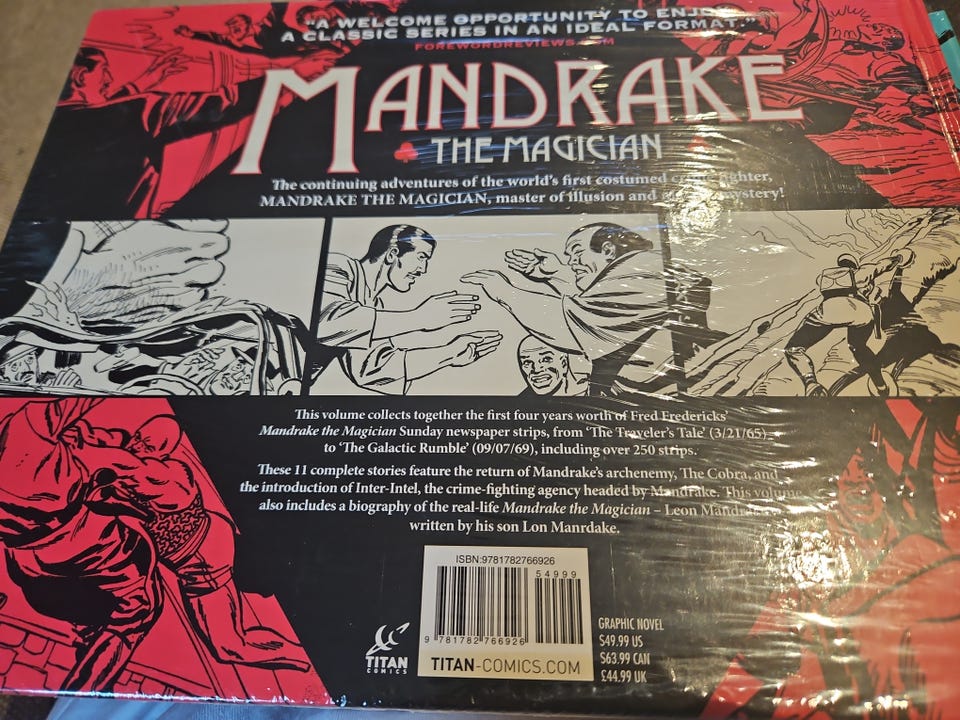 "A WELCOME OPPORTUNITY TO ENJOY
A CLASSIC SERIES IN AN IDEAL FORMAT."
FOREWORDREVIEWS.COM
MANDRAKE
THE MAGICIAN
The continuing adventures of the world's first costumed crime fighter,
MANDRAKE THE MAGICIAN, master of illusion and mystery!
This volume collects together the first four years worth of Fred Fredericks'
Mandrake the Magician Sunday newspaper strips, from 'The Traveler's Tale' (3/21/65)
to 'The Galactic Rumble' (09/07/69), including over 250 strips.
These 11 complete stories feature the return of Mandrake's archenemy, The Cobra, and
the introduction of Inter-Intel, the crime-fighting agency headed by Mandrake. This volume
also includes a biography of the real-life Mandrake the Magician – Leon Mandrake
written by his son Lon Manrdake.
ISBN:9781782766926
54999
9 781782 766926
TITAN-COMICS.COM
TITAN
COMICS
GRAPHIC NOVEL
$49.99 US
$63.99 CAN
£44.99 UK